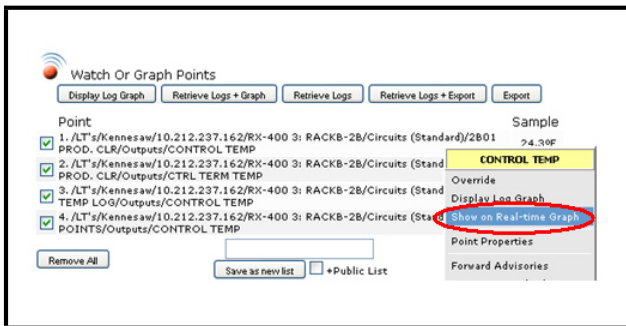 Watch Or Graph Points
Display Log Graph Retrieve Logs + Graph Retrieve Logs Retrieve Logs + Export Export
Point Sample
1. /LT's/Kennesaw/10.212.237.162/RX-400 3: RACKB-2B/Circuits (Standard)/2B01 PROD. CLR/Outputs/CONTROL TEMP 24.3ºF
2. /LT's/Kennesaw/10.212.237.162/RX-400 3: RACKB-2B/Circuits (Stand
PROD. CLR/Outputs/CTRL TERM TEMP
3. /LT's/Kennesaw/10.212.237.162/RX-400 3: RACKB-2B/Circuits (Stand
TEMP LOG/Outputs/CONTROL TEMP
4. /LT's/Kennesaw/10.212.237.162/RX-400 3: RACKB-2B/Circuits (Stand
POINTS/Outputs/CONTROL TEMP
CONTROL TEMP
Override
Display Log Graph
Show on Real-time Graph
Point Properties
Forward Advisories
Remove All
Save as new list +Public List